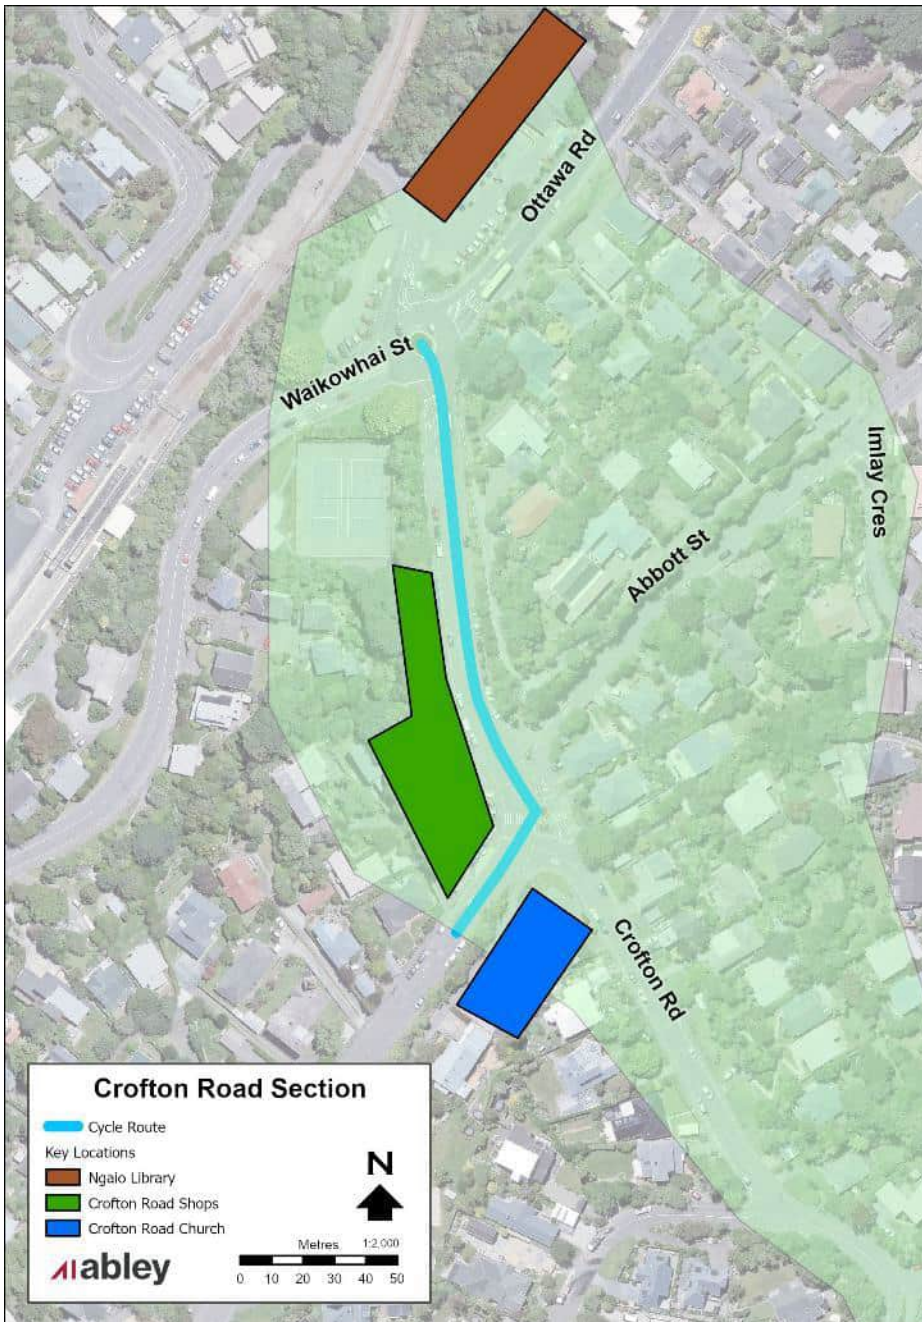 Ottawa Rd
Waikowhai St
Imlay Cres
Abbott St
Crofton Rd
Crofton Road Section
Cycle Route
Key Locations
Ngaio Library
Crofton Road Shops
Crofton Road Church
N
abley
Metres 1:2,000
0 10 20 30 40 50